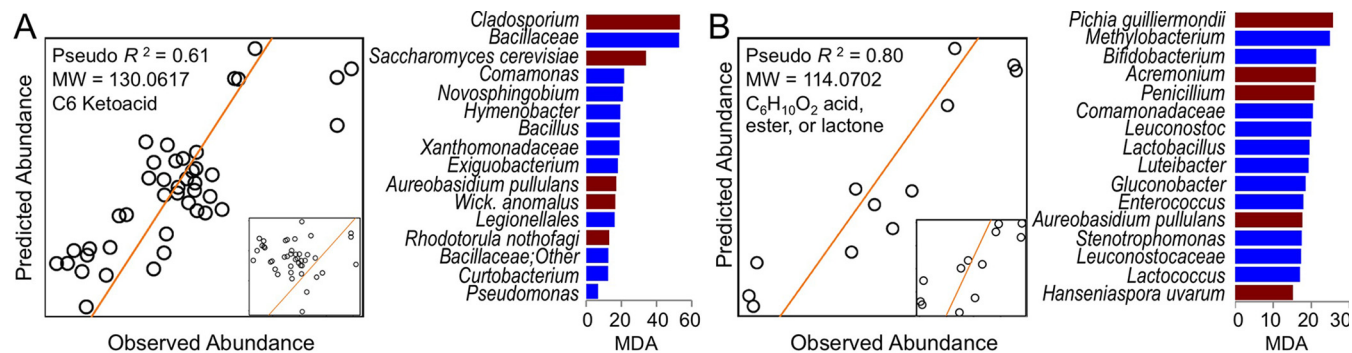 A
Pseudo R² = 0.61
MW = 130.0617
C6 Ketoacid
Predicted Abundance
Observed Abundance
Cladosporium
Bacillaceae
Saccharomyces cerevisiae
Comamonas
Novosphingobium
Hymenobacter
Bacillus
Xanthomonadaceae
Exiguobacterium
Aureobasidium pullulans
Wick. anomalus
Legionellales
Rhodotorula nothofagi
Bacillaceae;Other
Curtobacterium
Pseudomonas
0 20 40 60
MDA
B
Pseudo R² = 0.80
MW = 114.0702
C₆H₁₀O₂ acid,
ester, or lactone
Predicted Abundance
Observed Abundance
Pichia guilliermondii
Methylobacterium
Bifidobacterium
Acremonium
Penicillium
Comamonadaceae
Leuconostoc
Lactobacillus
Luteibacter
Gluconobacter
Enterococcus
Aureobasidium pullulans
Stenotrophomonas
Leuconostocaceae
Lactococcus
Hanseniaspora uvarum
0 10 20 30
MDA